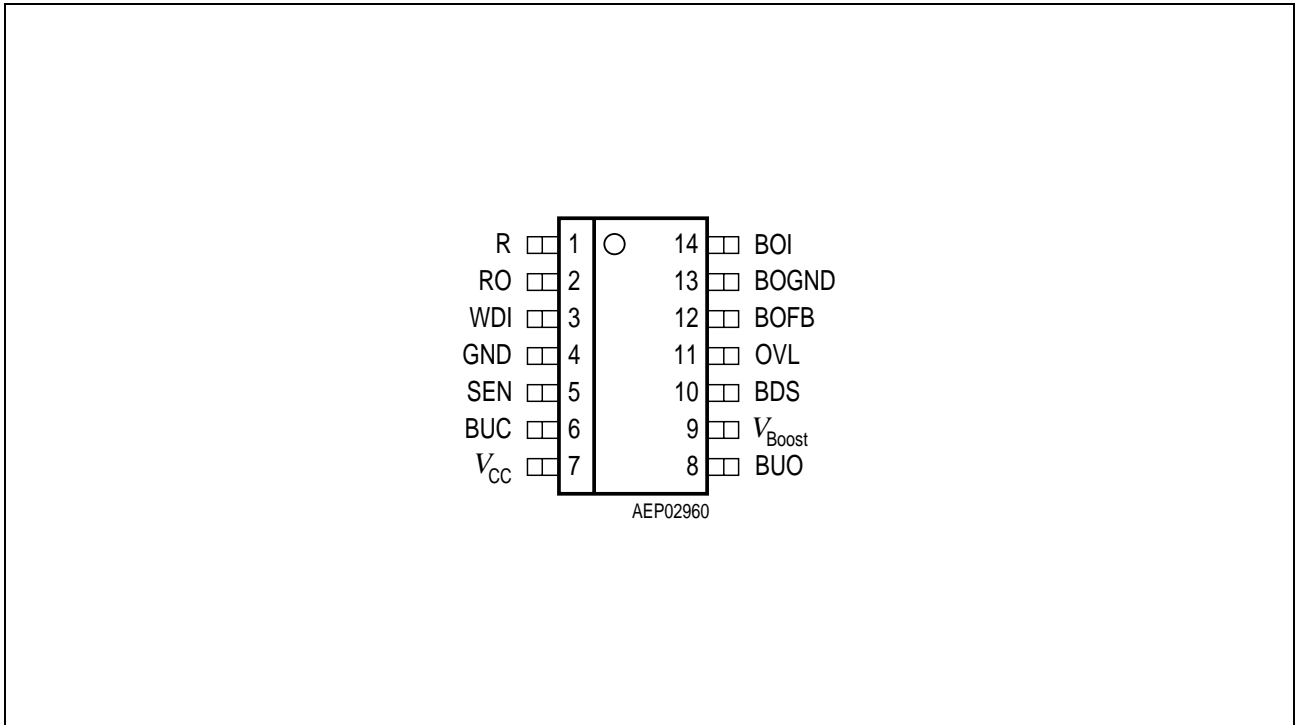 R 1 14 BOI
RO 2 13 BOGND
WDI 3 12 BOFB
GND 4 11 OVL
SEN 5 10 BDS
BUC 6 9 VBoost
VCC 7 8 BUO
AEP02960